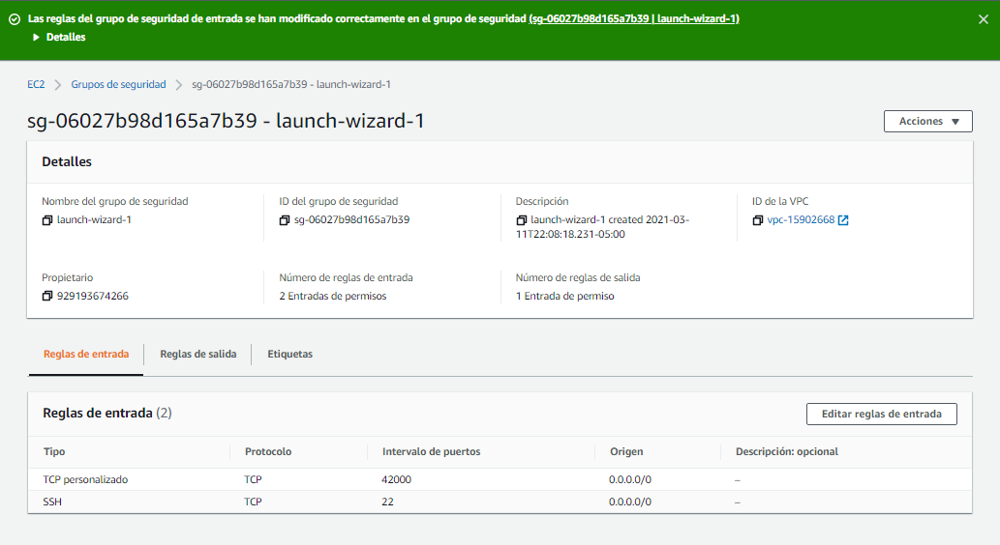 Las reglas del grupo de seguridad de entrada se han modificado correctamente en el grupo de seguridad (sg-06027b98d165a7b39 | launch-wizard-1)
Detalles
EC2 > Grupos de seguridad > sg-06027b98d165a7b39 - launch-wizard-1
sg-06027b98d165a7b39 - launch-wizard-1
Acciones
Detalles
Nombre del grupo de seguridad
launch-wizard-1
ID del grupo de seguridad
sg-06027b98d165a7b39
Descripción
launch-wizard-1 created 2021-03-
11T22:08:18.231-05:00
ID de la VPC
vpc-15902668
Propietario
929193674266
Número de reglas de entrada
2 Entradas de permisos
Número de reglas de salida
1 Entrada de permiso
Reglas de entrada
Reglas de salida
Etiquetas
Reglas de entrada (2)
Editar reglas de entrada
Tipo Protocolo Intervalo de puertos Origen Descripción: opcional
TCP personalizado TCP 42000 0.0.0.0/0 –
SSH TCP 22 0.0.0.0/0 –